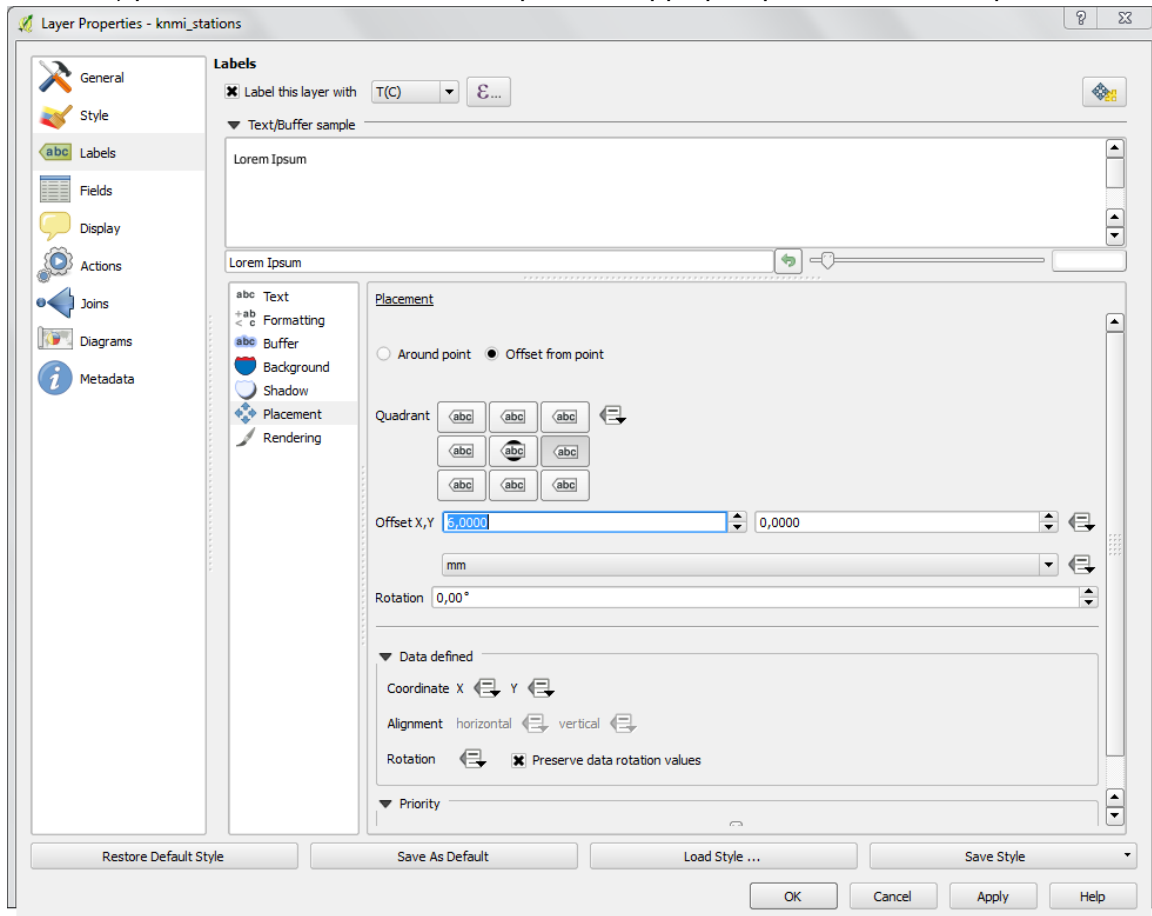 Layer Properties - knmi_stations
General
Style
abc Labels
Fields
Display
Actions
Joins
Diagrams
Metadata
Labels
Label this layer with T(C) ε...
Text/Buffer sample
Lorem Ipsum
Lorem Ipsum
abc Text
+ab < c Formatting
abc Buffer
Background
Shadow
Placement
Rendering
Placement
Around point Offset from point
Quadrant abc abc abc
abc abc abc
abc abc abc
Offset X,Y 6,0000 0,0000
mm
Rotation 0,00°
Data defined
Coordinate X Y
Alignment horizontal vertical
Rotation Preserve data rotation values
Priority
Restore Default Style Save As Default Load Style ... Save Style
OK Cancel Apply Help